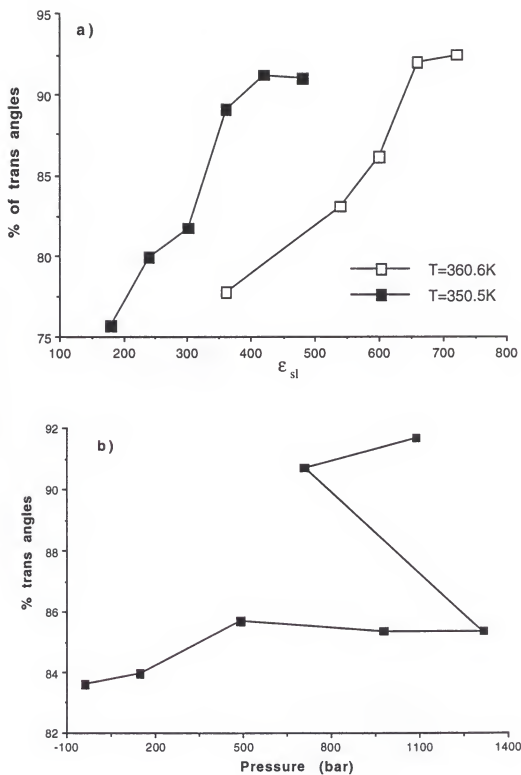 a)
95
90
85
80
75
% of trans angles
T=360.6K
T=350.5K
100 200 300 400 500 600 700 800
εsl
b)
92
90
88
86
84
82
% trans angles
-100 200 500 800 1100 1400
Pressure (bar)